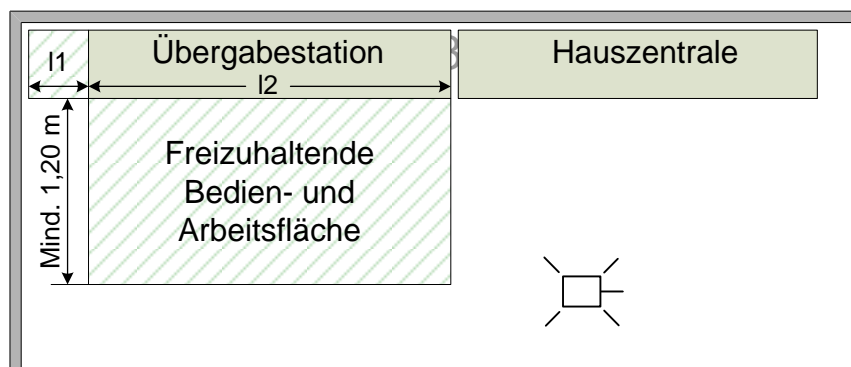 l1
Übergabestation
l2
Hauszentrale
Mind. 1,20 m
Freizuhaltende
Bedien- und
Arbeitsfläche